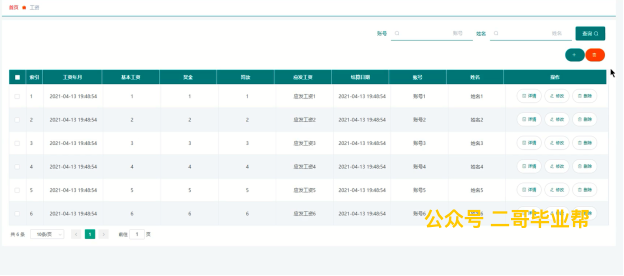 首页 工资
账号 账号 姓名 姓名 查询
+
索引 工资年月 基本工资 奖金 罚款 应发工资 核算日期 账号 姓名 操作
1 2021-04-13 19:48:54 1 1 1 应发工资1 2021-04-13 19:48:54 账号1 姓名1 详情 修改 删除
2 2021-04-13 19:48:54 2 2 2 应发工资2 2021-04-13 19:48:54 账号2 姓名2 详情 修改 删除
3 2021-04-13 19:48:54 3 3 3 应发工资3 2021-04-13 19:48:54 账号3 姓名3 详情 修改 删除
4 2021-04-13 19:48:54 4 4 4 应发工资4 2021-04-13 19:48:54 账号4 姓名4 详情 修改 删除
5 2021-04-13 19:48:54 5 5 5 应发工资5 2021-04-13 19:48:54 账号5 姓名5 详情 修改 删除
6 2021-04-13 19:48:54 6 6 6 应发工资6 2021-04-13 19:48:54 账号6 姓名6 详情 修改 删除
公众号 二哥毕业帮
共 6 条 10条/页 < 1 > 前往 1 页